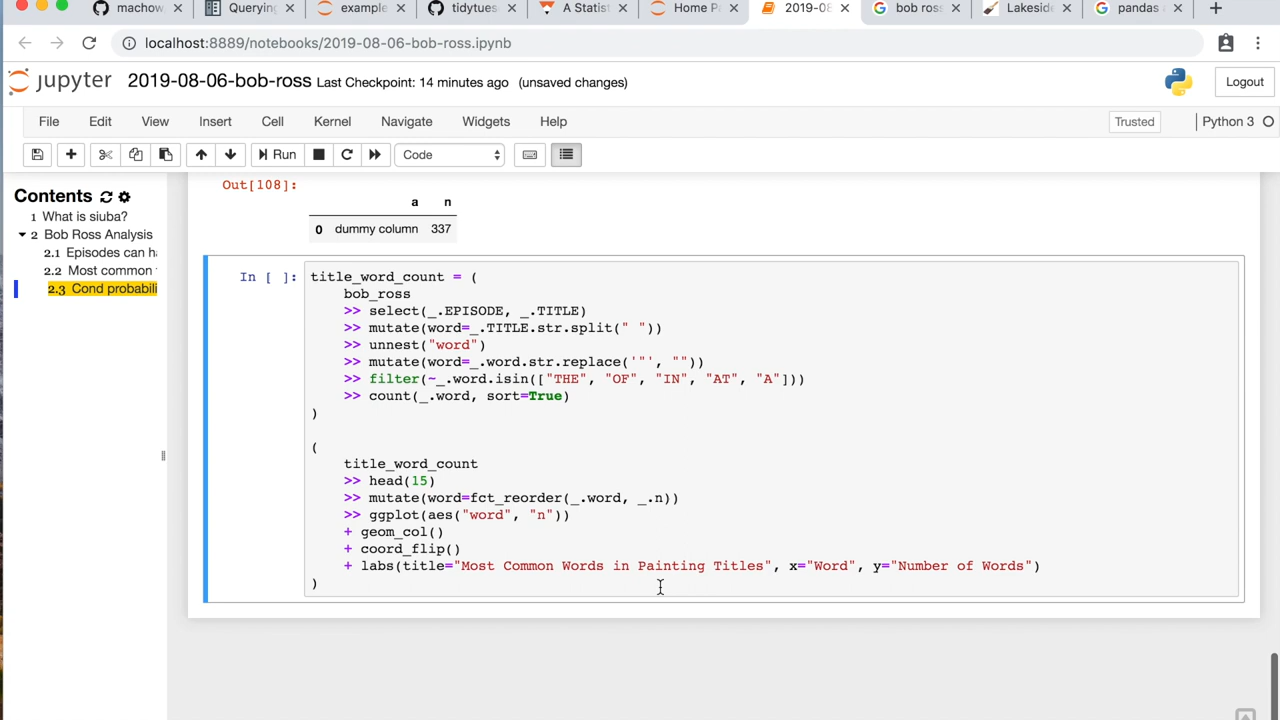 machow
Querying
example
tidytues
A Statist
Home P
2019-08
bob ross
Lakeside
pandas
localhost:8889/notebooks/2019-08-06-bob-ross.ipynb
jupyter 2019-08-06-bob-ross Last Checkpoint: 14 minutes ago (unsaved changes)
Logout
File Edit View Insert Cell Kernel Navigate Widgets Help
Trusted
Python 3
Run
Code
Contents
1 What is siuba?
2 Bob Ross Analysis
2.1 Episodes can
2.2 Most common
2.3 Cond
Out[108]:
a n
0 dummy column 337
In [ ]:
title_word_count = (
bob_ross
>> select(_.EPISODE, _.TITLE)
>> mutate(word=_.TITLE.str.split(" "))
>> unnest("word")
>> mutate(word=_.word.str.replace('"', ""))
>> filter(~_.word.isin(["THE", "OF", "IN", "AT", "A"]))
>> count(_.word, sort=True)
)
(
title_word_count
>> head(15)
>> mutate(word=fct_reorder(_.word, _.n))
>> ggplot(aes("word", "n"))
+ geom_col()
+ coord_flip()
+ labs(title="Most Common Words in Painting Titles", x="Word", y="Number of Words")
)